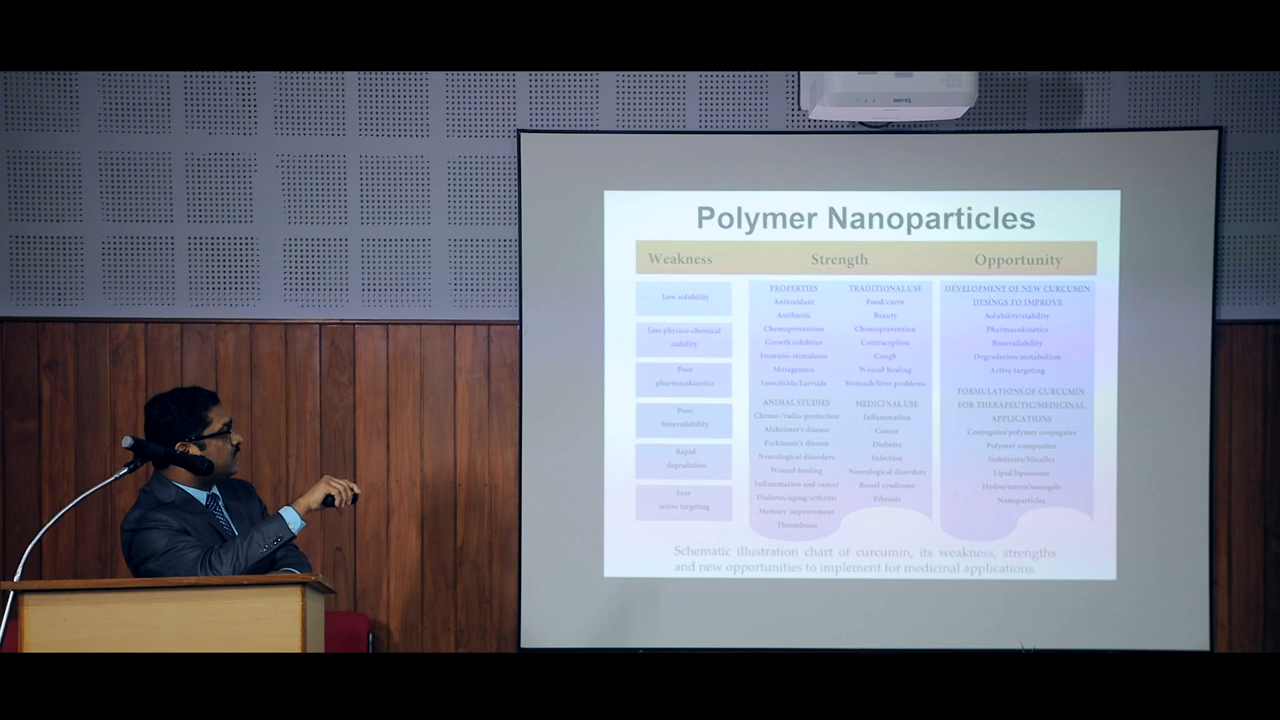 BenQ
Polymer Nanoparticles
Weakness
Strength
Opportunity
Low solubility
Less physico-chemical
stability
Poor
pharmacokinetics
Poor
bioavailability
Rapid
degradation
Less
active targeting
PROPERTIES
Antioxidant
Antibiotic
Chemoprevention
Growth inhibitor
Immuno-stimulator
Mutagenesis
Insecticide/Larvide
ANIMAL STUDIES
Chemo-/radio-protection
Alzheimer's disease
Parkinson's disease
Neurological disorders
Wound healing
Inflammation and cancer
Diabetes/aging/arthritis
Memory improvement
Thrombosis
TRADITIONAL USE
Food/curry
Beauty
Chemoprevention
Contraception
Cough
Wound healing
Stomach/liver problems
MEDICINAL USE
Inflammation
Cancer
Diabetes
Infection
Neurological disorders
Bowel syndrome
Fibrosis
DEVELOPMENT OF NEW CURCUMIN
DESINGS TO IMPROVE
Solubility/stability
Pharmacokinetics
Bioavailability
Degradation/metabolism
Active targeting
FORMULATIONS OF CURCUMIN
FOR THERAPEUTIC/MEDICINAL
APPLICATIONS
Conjugates/polymer conjugates
Polymer composites
Stabilizers/Micelles
Lipid/liposomes
Hydro/micro/nanogels
Nanoparticles
Schematic illustration chart of curcumin, its weakness, strengths
and new opportunities to implement for medicinal applications.